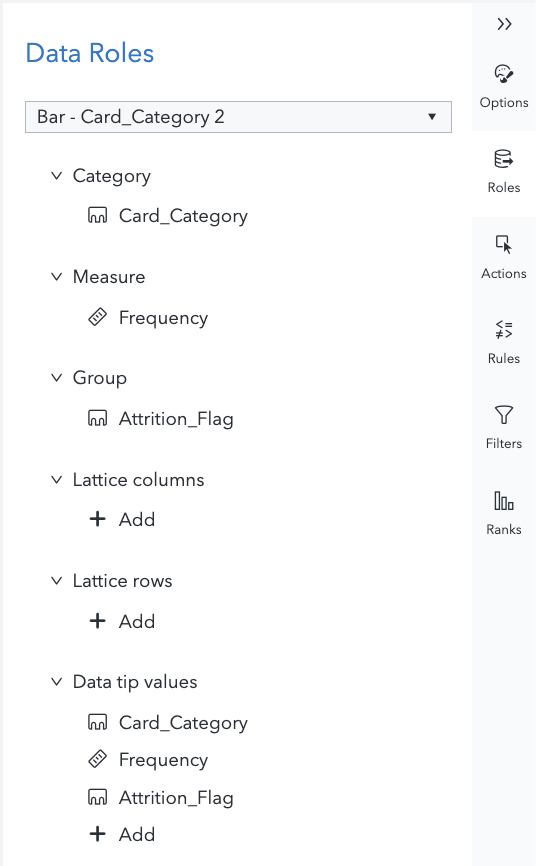 Data Roles
Bar - Card_Category 2
Category
Card_Category
Measure
Frequency
Group
Attrition_Flag
Lattice columns
Add
Lattice rows
Add
Data tip values
Card_Category
Frequency
Attrition_Flag
Add
Options
Roles
Actions
Rules
Filters
Ranks